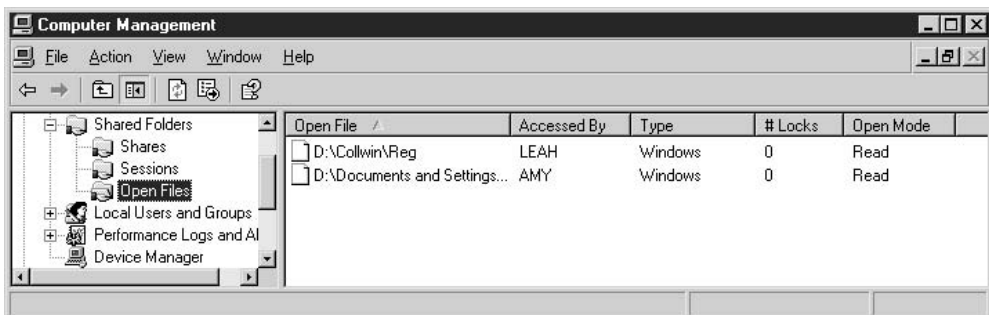 Computer Management
File Action View Window Help
Shared Folders
Shares
Sessions
Open Files
Local Users and Groups
Performance Logs and Al
Device Manager
Open File Accessed By Type # Locks Open Mode
D:\Collwin\Reg LEAH Windows 0 Read
D:\Documents and Settings... AMY Windows 0 Read